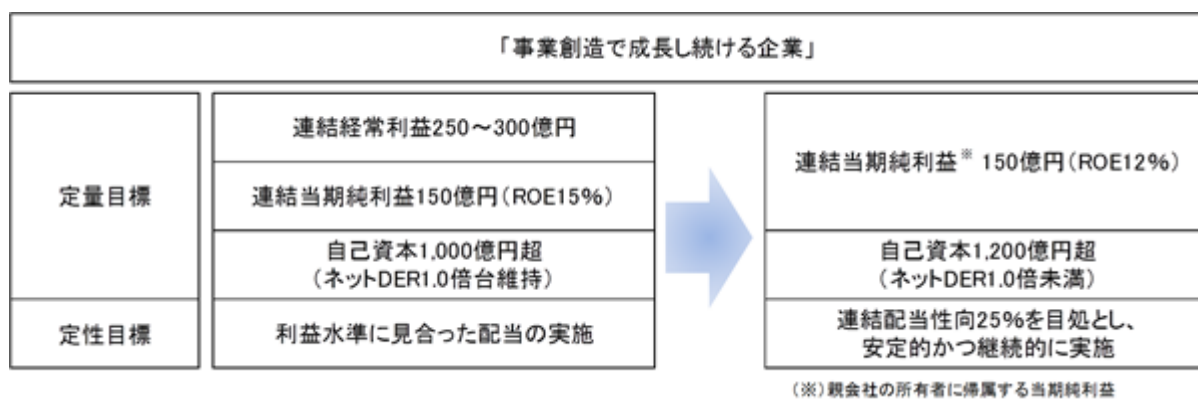 「事業創造で成長し続ける企業」
定量目標
連結経常利益250～300億円
連結当期純利益150億円（ROE15%）
自己資本1,000億円超
（ネットDER1.0倍台維持）
連結当期純利益※ 150億円（ROE12%）
自己資本1,200億円超
（ネットDER1.0倍未満）
定性目標
利益水準に見合った配当の実施
連結配当性向25%を目処とし、
安定的かつ継続的に実施
（※）親会社の所有者に帰属する当期純利益